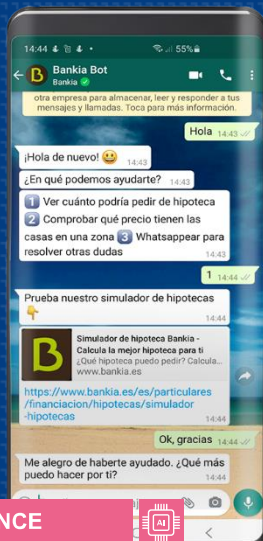 14:44
55%
Bankia Bot
Bankia
otra empresa para almacenar, leer y responder a tus
mensajes y llamadas. Toca para más información.
Hola 14:43
¡Hola de nuevo! 😃 14:43
¿En qué podemos ayudarte? 14:43
1 Ver cuánto podría pedir de hipoteca
2 Comprobar qué precio tienen las
casas en una zona 3 Whatsappear para
resolver otras dudas
14:43
1 14:44
Prueba nuestro simulador de hipotecas
👇 14:44
B
Simulador de hipoteca Bankia -
Calcula la mejor hipoteca para ti
¿Qué hipoteca puedo pedir? Calcula...
www.bankia.es
https://www.bankia.es/es/particulares
/financiacion/hipotecas/simulador
-hipotecas 14:44
Ok, gracias 14:44
Me alegro de haberte ayudado. ¿Qué más
puedo hacer por ti? 14:44
NCE
AI